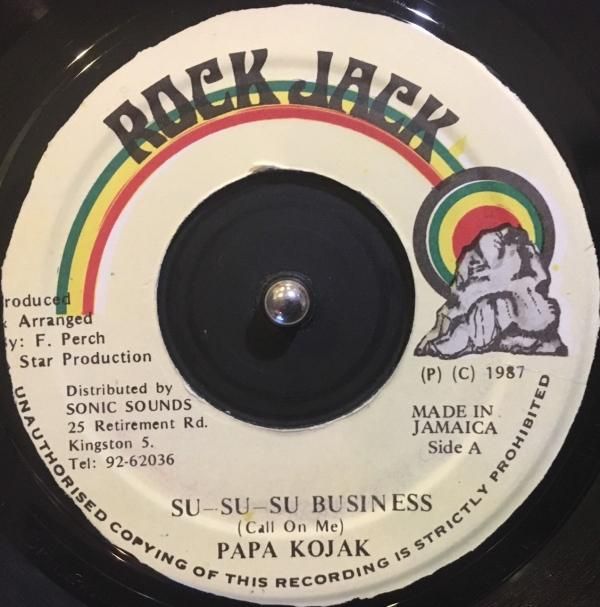 ROCK JACK
roduced
& Arranged
y: F. Perch
Star Production
Distributed by
SONIC SOUNDS
25 Retirement Rd.
Kingston 5.
Tel: 92-62036
(P) (C) 1987
MADE IN
JAMAICA
Side A
SU-SU-SU BUSINESS
(Call On Me)
PAPA KOJAK
UNAUTHORISED COPYING OF THIS RECORDING IS STRICTLY PROHIBITED